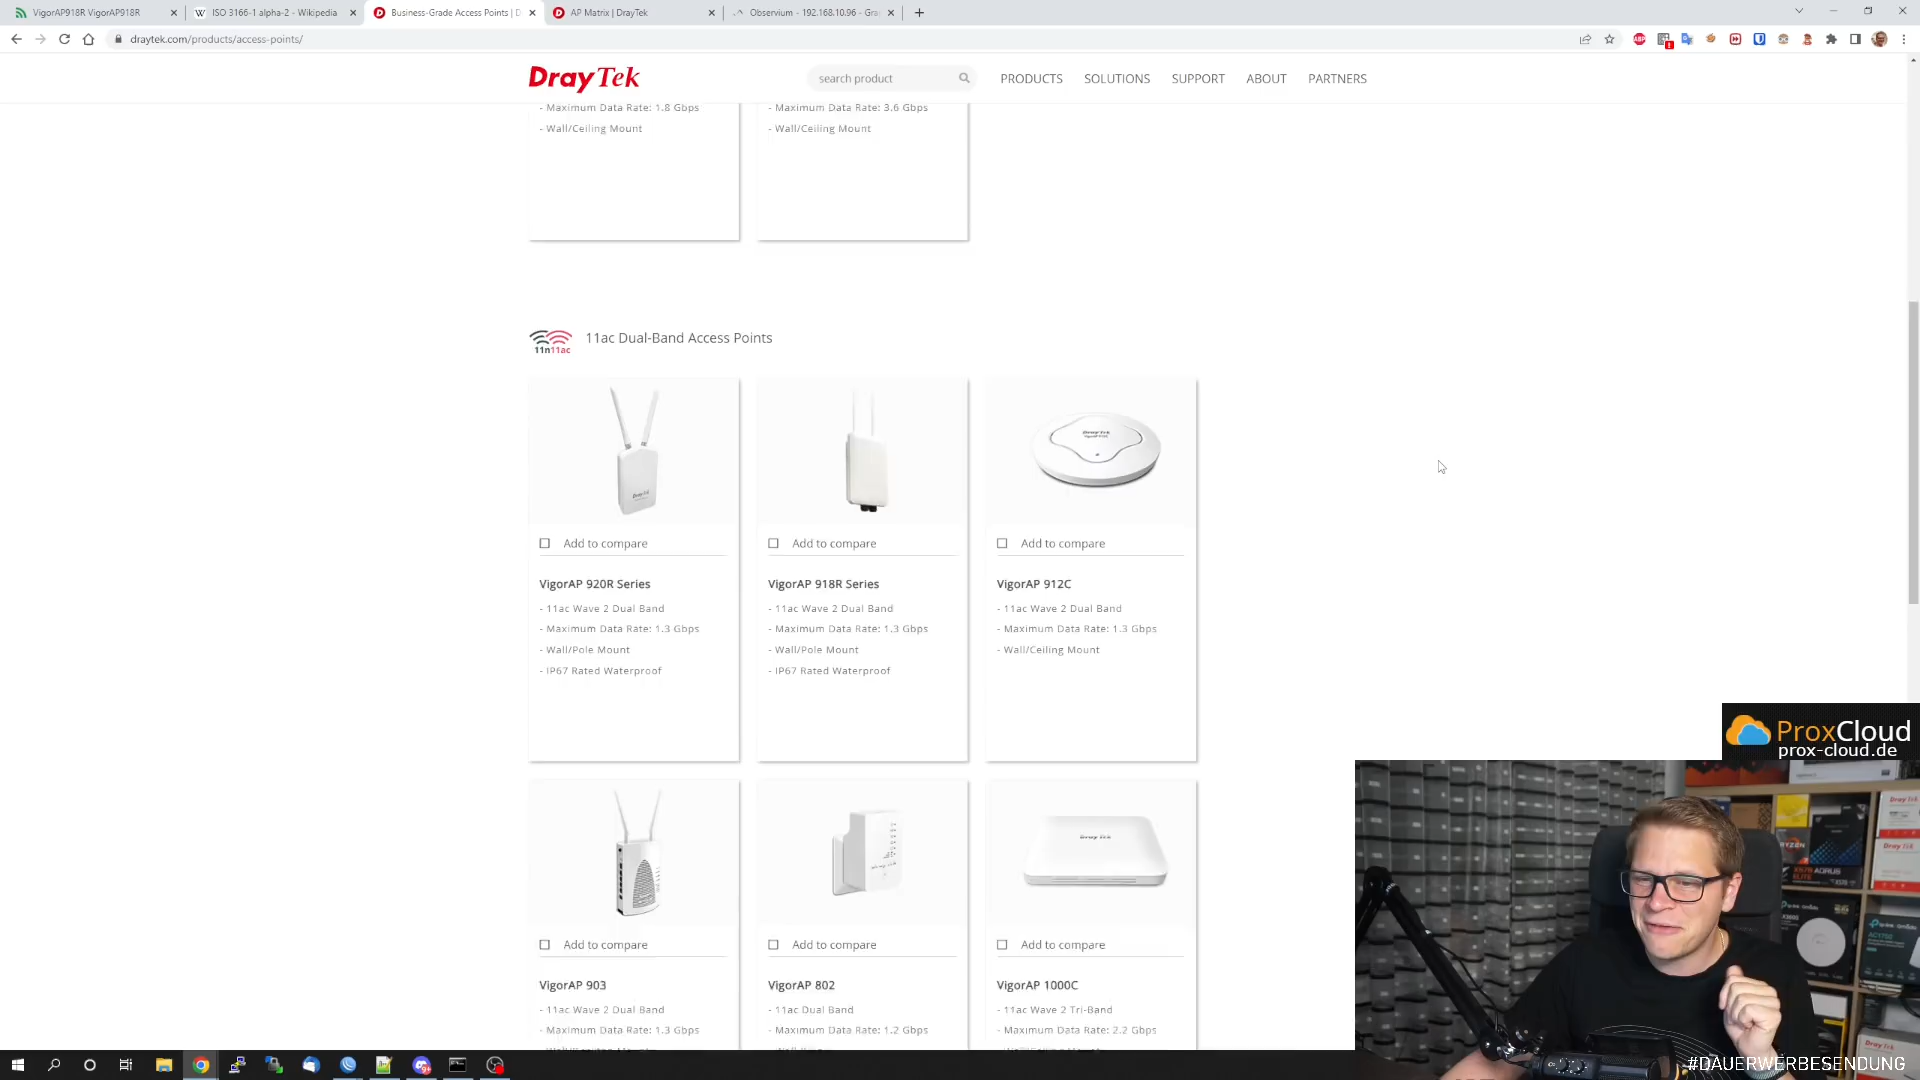 VigorAP918R VigorAP918R
ISO 3166-1 alpha-2 - Wikipedia
Business-Grade Access Points | D
AP Matrix | DrayTek
Observium - 192.168.10.96 - Gra
draytek.com/products/access-points/
DrayTek
search product
PRODUCTS
SOLUTIONS
SUPPORT
ABOUT
PARTNERS
- Maximum Data Rate: 1.8 Gbps
- Wall/Ceiling Mount
- Maximum Data Rate: 3.6 Gbps
- Wall/Ceiling Mount
11n11ac
11ac Dual-Band Access Points
Add to compare
VigorAP 920R Series
- 11ac Wave 2 Dual Band
- Maximum Data Rate: 1.3 Gbps
- Wall/Pole Mount
- IP67 Rated Waterproof
Add to compare
VigorAP 918R Series
- 11ac Wave 2 Dual Band
- Maximum Data Rate: 1.3 Gbps
- Wall/Pole Mount
- IP67 Rated Waterproof
Add to compare
VigorAP 912C
- 11ac Wave 2 Dual Band
- Maximum Data Rate: 1.3 Gbps
- Wall/Ceiling Mount
Add to compare
VigorAP 903
- 11ac Wave 2 Dual Band
- Maximum Data Rate: 1.3 Gbps
Add to compare
VigorAP 802
- 11ac Dual Band
- Maximum Data Rate: 1.2 Gbps
Dray Tek
Add to compare
VigorAP 1000C
- 11ac Wave 2 Tri-Band
- Maximum Data Rate: 2.2 Gbps
ProxCloud
prox-cloud.de
RYZEN
#DAUERWERBESENDUNG